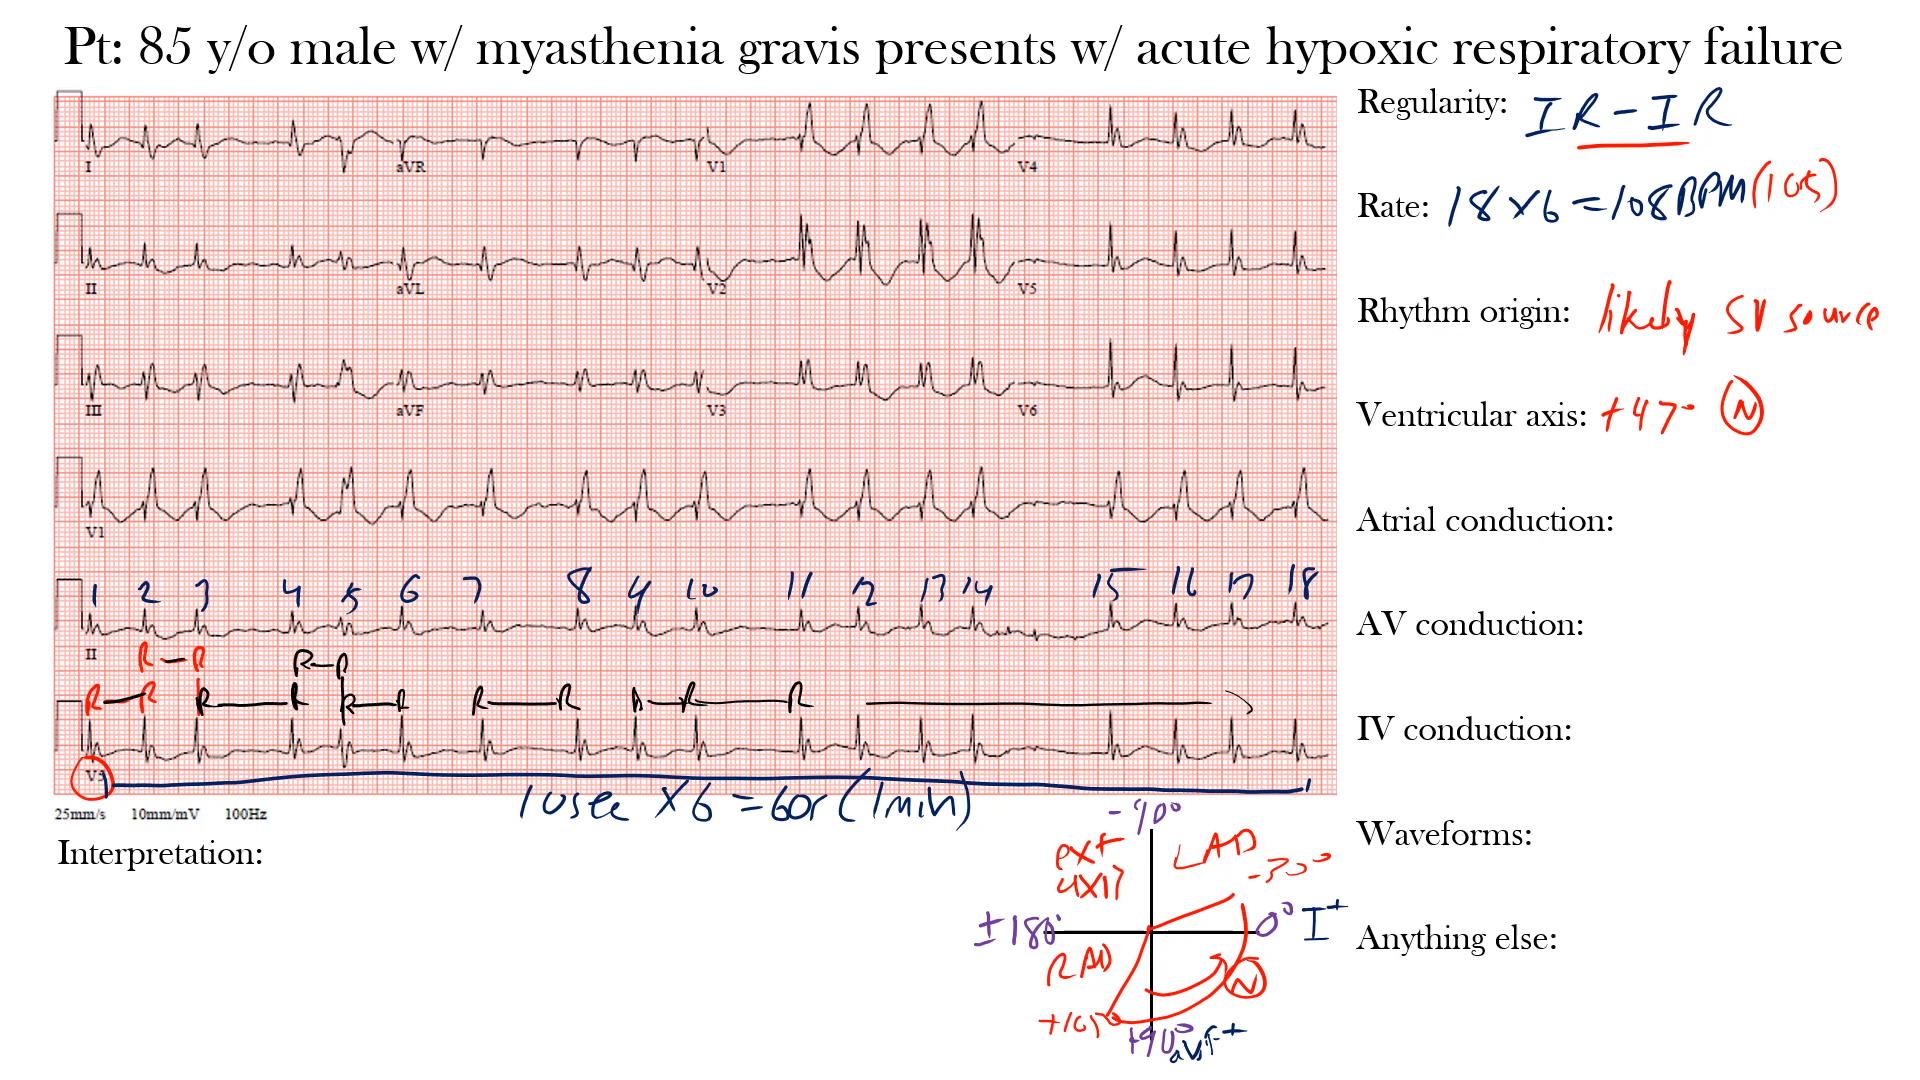 Pt: 85 y/o male w/ myasthenia gravis presents w/ acute hypoxic respiratory failure
Regularity: IR-IR
Rate: 18 x 6 = 108 BPM (105)
Rhythm origin: likely SV source
Ventricular axis: +47° N
Atrial conduction:
AV conduction:
IV conduction:
Waveforms:
Anything else:
I aVR V1 V4
II aVL V2 V5
III aVF V3 V6
V1
1 2 3 4 5 6 7 8 9 10 11 12 13 14 15 16 17 18
II
R-R R-R
R-R R R R R R R R R R
V5
10sec x 6 = 60s (1min)
25mm/s 10mm/mV 100Hz
Interpretation:
-90°
ext axis LAD -30°
±180° 0° I+
RAD N
+105° +90° aVF+